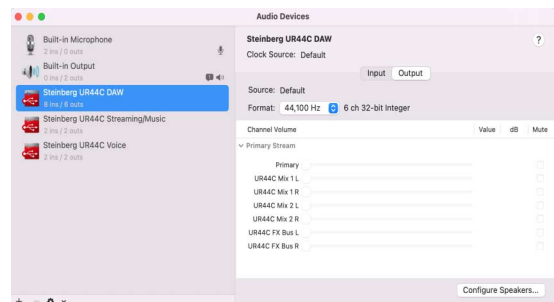 Audio Devices
Built-in Microphone
2 ins / 0 outs
Built-in Output
0 ins / 2 outs
Steinberg UR44C DAW
6 ins / 6 outs
Steinberg UR44C Streaming/Music
2 ins / 2 outs
Steinberg UR44C Voice
2 ins / 2 outs
Steinberg UR44C DAW
?
Clock Source: Default
Input Output
Source: Default
Format: 44,100 Hz 6 ch 32-bit Integer
Channel Volume Value dB Mute
Primary Stream
Primary
UR44C Mix 1 L
UR44C Mix 1 R
UR44C Mix 2 L
UR44C Mix 2 R
UR44C FX Bus L
UR44C FX Bus R
Configure Speakers...